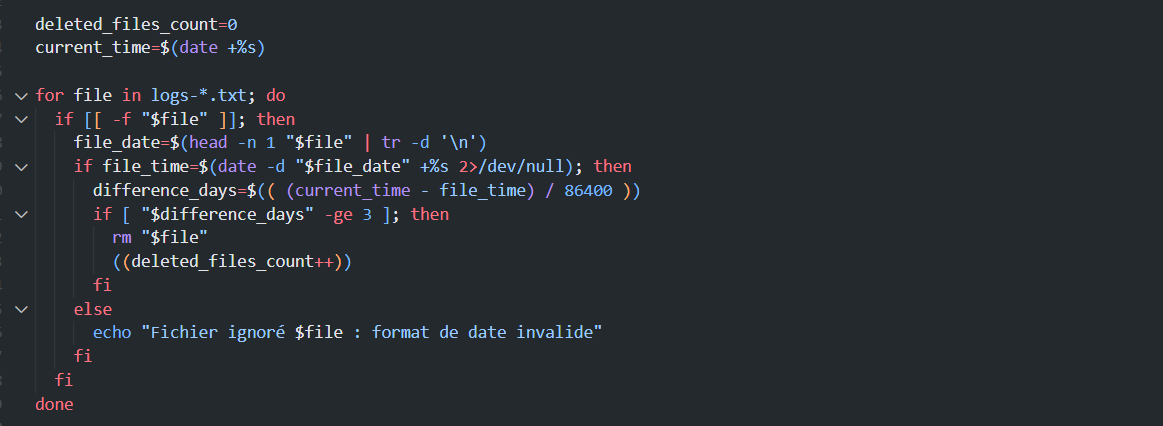 deleted_files_count=0
current_time=$(date +%s)
for file in logs-*.txt; do
if [[ -f "$file" ]]; then
file_date=$(head -n 1 "$file" | tr -d '\n')
if file_time=$(date -d "$file_date" +%s 2>/dev/null); then
difference_days=$(( (current_time - file_time) / 86400 ))
if [ "$difference_days" -ge 3 ]; then
rm "$file"
((deleted_files_count++))
fi
else
echo "Fichier ignoré $file : format de date invalide"
fi
fi
done